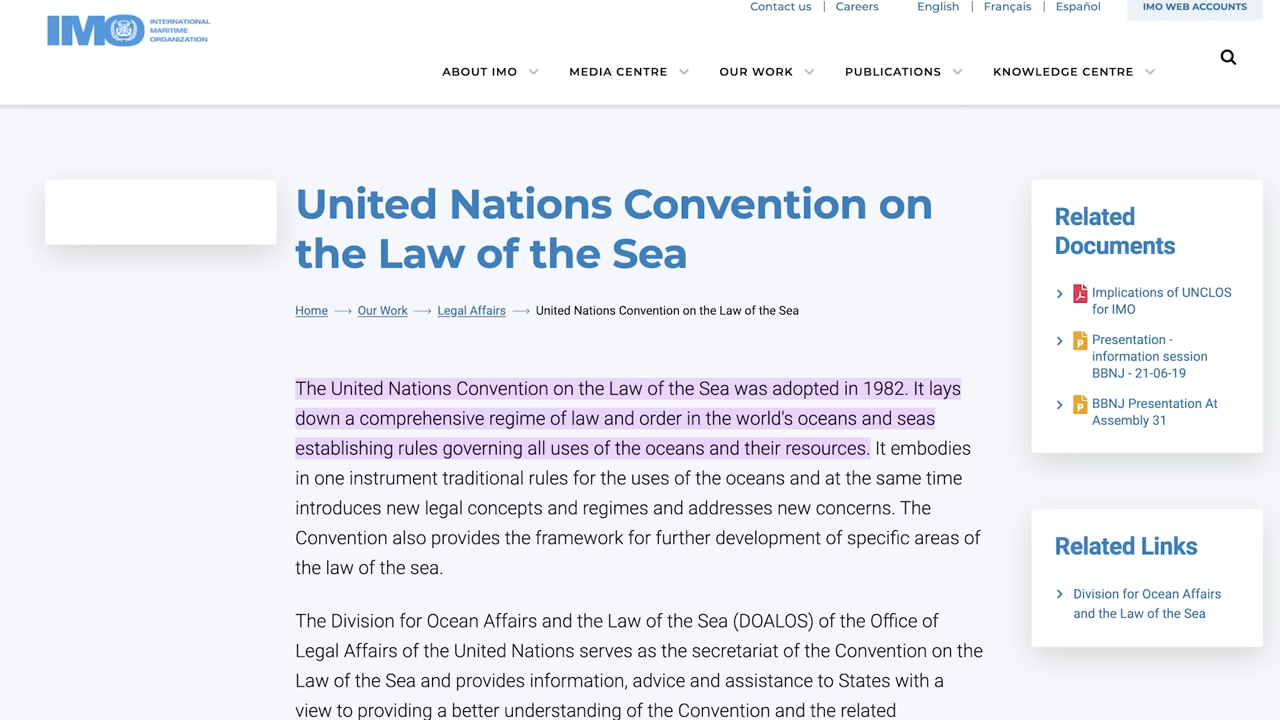 Contact us | Careers English | Français | Español IMO WEB ACCOUNTS
IMO INTERNATIONAL
MARITIME
ORGANIZATION
ABOUT IMO MEDIA CENTRE OUR WORK PUBLICATIONS KNOWLEDGE CENTRE
United Nations Convention on
the Law of the Sea
Home → Our Work → Legal Affairs → United Nations Convention on the Law of the Sea
The United Nations Convention on the Law of the Sea was adopted in 1982. It lays
down a comprehensive regime of law and order in the world's oceans and seas
establishing rules governing all uses of the oceans and their resources. It embodies
in one instrument traditional rules for the uses of the oceans and at the same time
introduces new legal concepts and regimes and addresses new concerns. The
Convention also provides the framework for further development of specific areas of
the law of the sea.
The Division for Ocean Affairs and the Law of the Sea (DOALOS) of the Office of
Legal Affairs of the United Nations serves as the secretariat of the Convention on the
Law of the Sea and provides information, advice and assistance to States with a
view to providing a better understanding of the Convention and the related
Related
Documents
Implications of UNCLOS
for IMO
Presentation -
information session
BBNJ - 21-06-19
BBNJ Presentation At
Assembly 31
Related Links
Division for Ocean Affairs
and the Law of the Sea